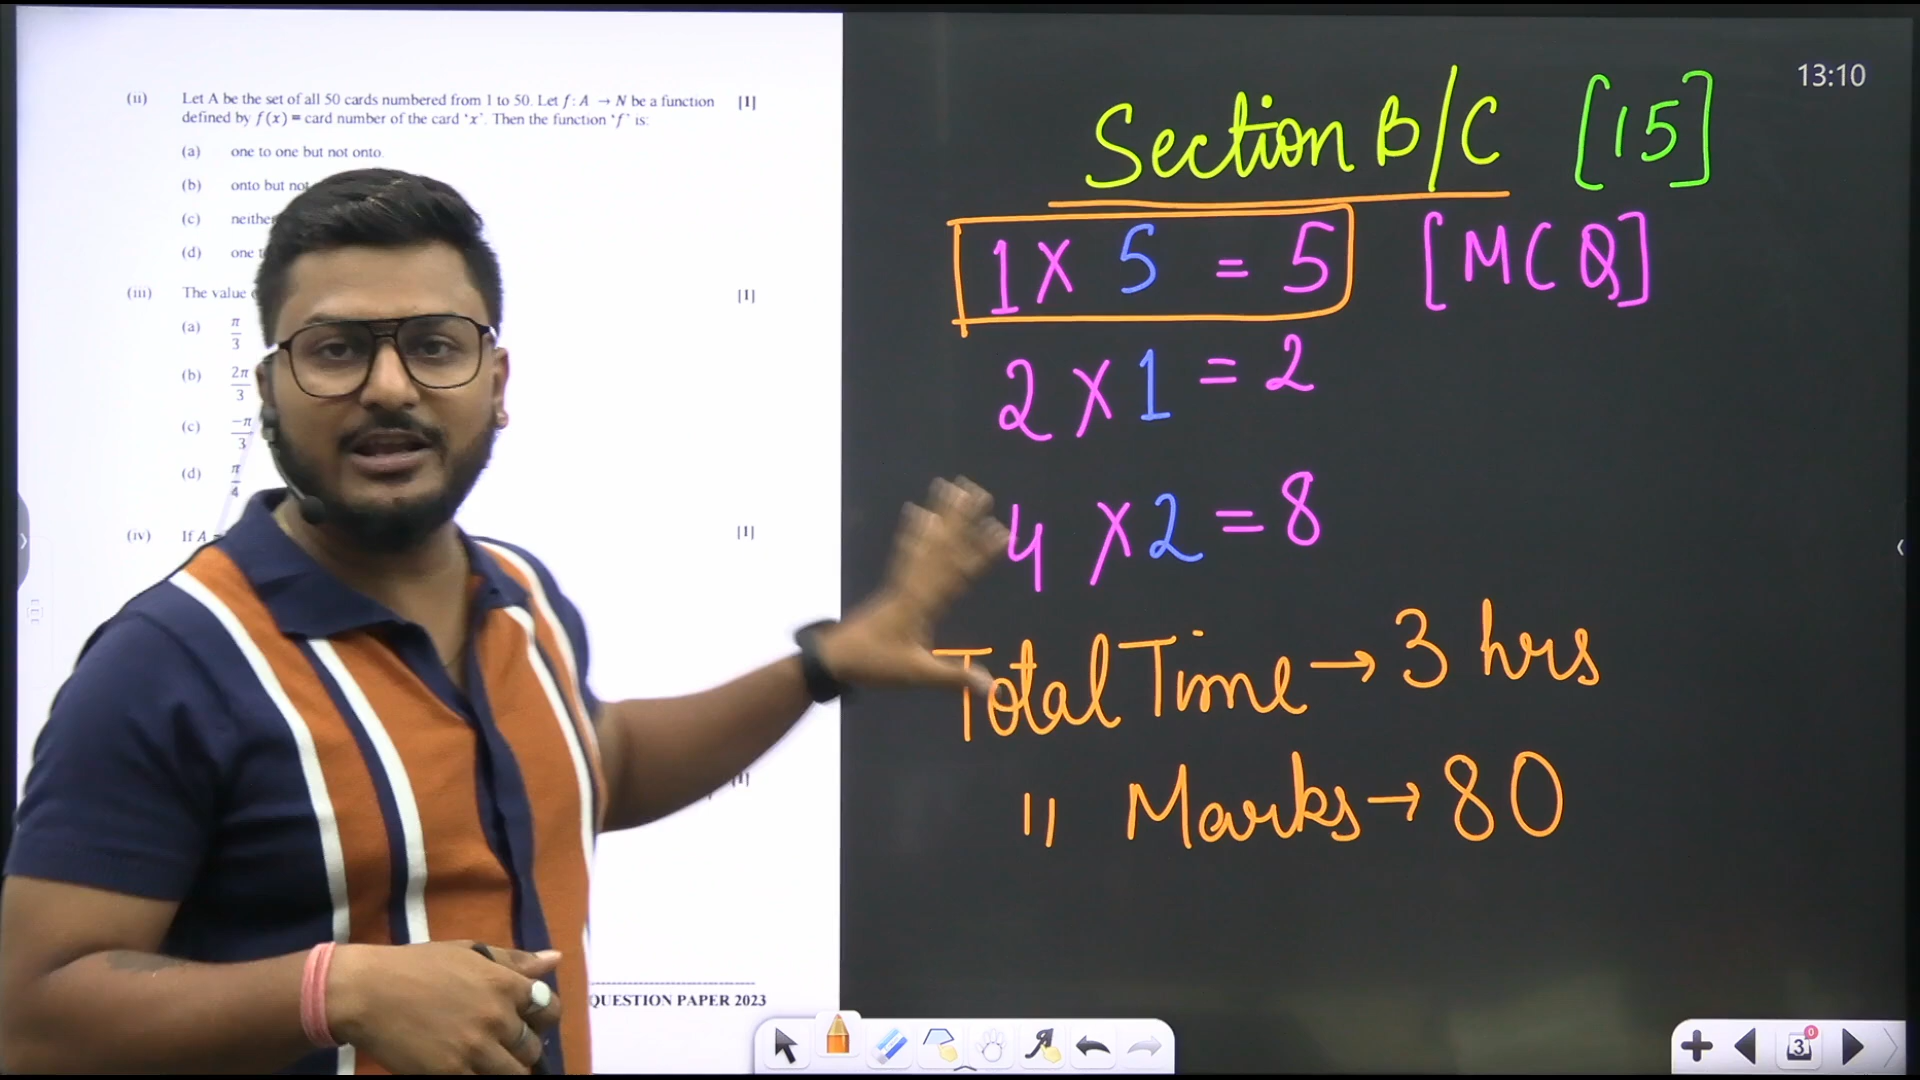 (ii) Let A be the set of all 50 cards numbered from 1 to 50. Let f : A → N be a function [1]
defined by f (x) = card number of the card 'x'. Then the function 'f' is:
(a) one to one but not onto.
(b) onto but not
(c) neither
(d) one
(iii) The value [1]
(a) π/3
(b) 2π/3
(c) −π/3
(d) π/4
(iv) If A = [1]
[1]
QUESTION PAPER 2023
13:10
Section B/C [15]
1 X 5 = 5 [MCQ]
2 X 1 = 2
4 X 2 = 8
Total Time → 3 hrs
" Marks → 80
3
0